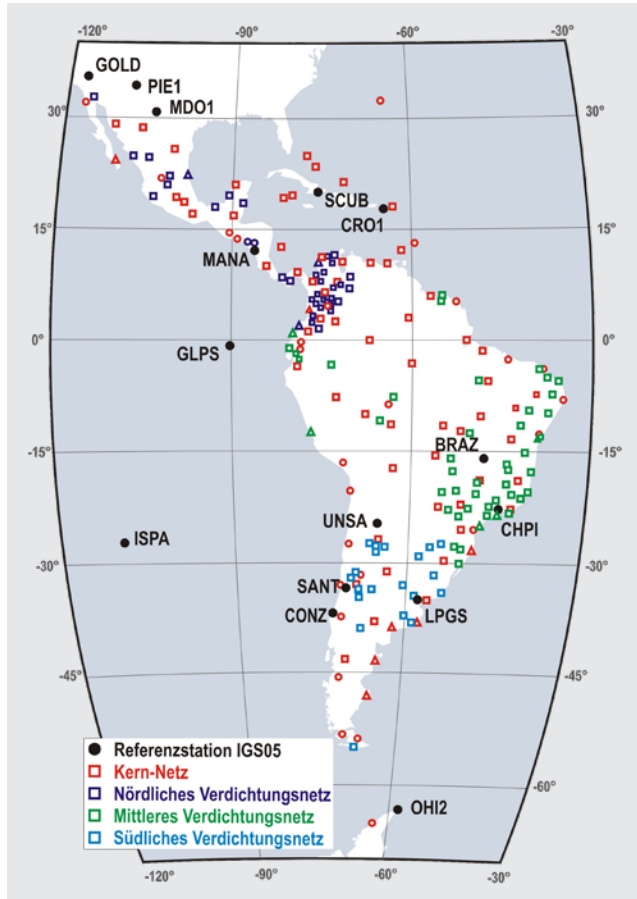 -120° -90° -60° -30°
GOLD
PIE1
MDO1
30° 30°
SCUB
CRO1
15° 15°
MANA
0° 0°
GLPS
-15° -15°
BRAZ
UNSA
CHPI
ISPA
-30° -30°
SANT
CONZ
LPGS
-45° -45°
Referenzstation IGS05
Kern-Netz
Nördliches Verdichtungsnetz
Mittleres Verdichtungsnetz
Südliches Verdichtungsnetz
-60°
OHI2
-120° -90° -60° -30°